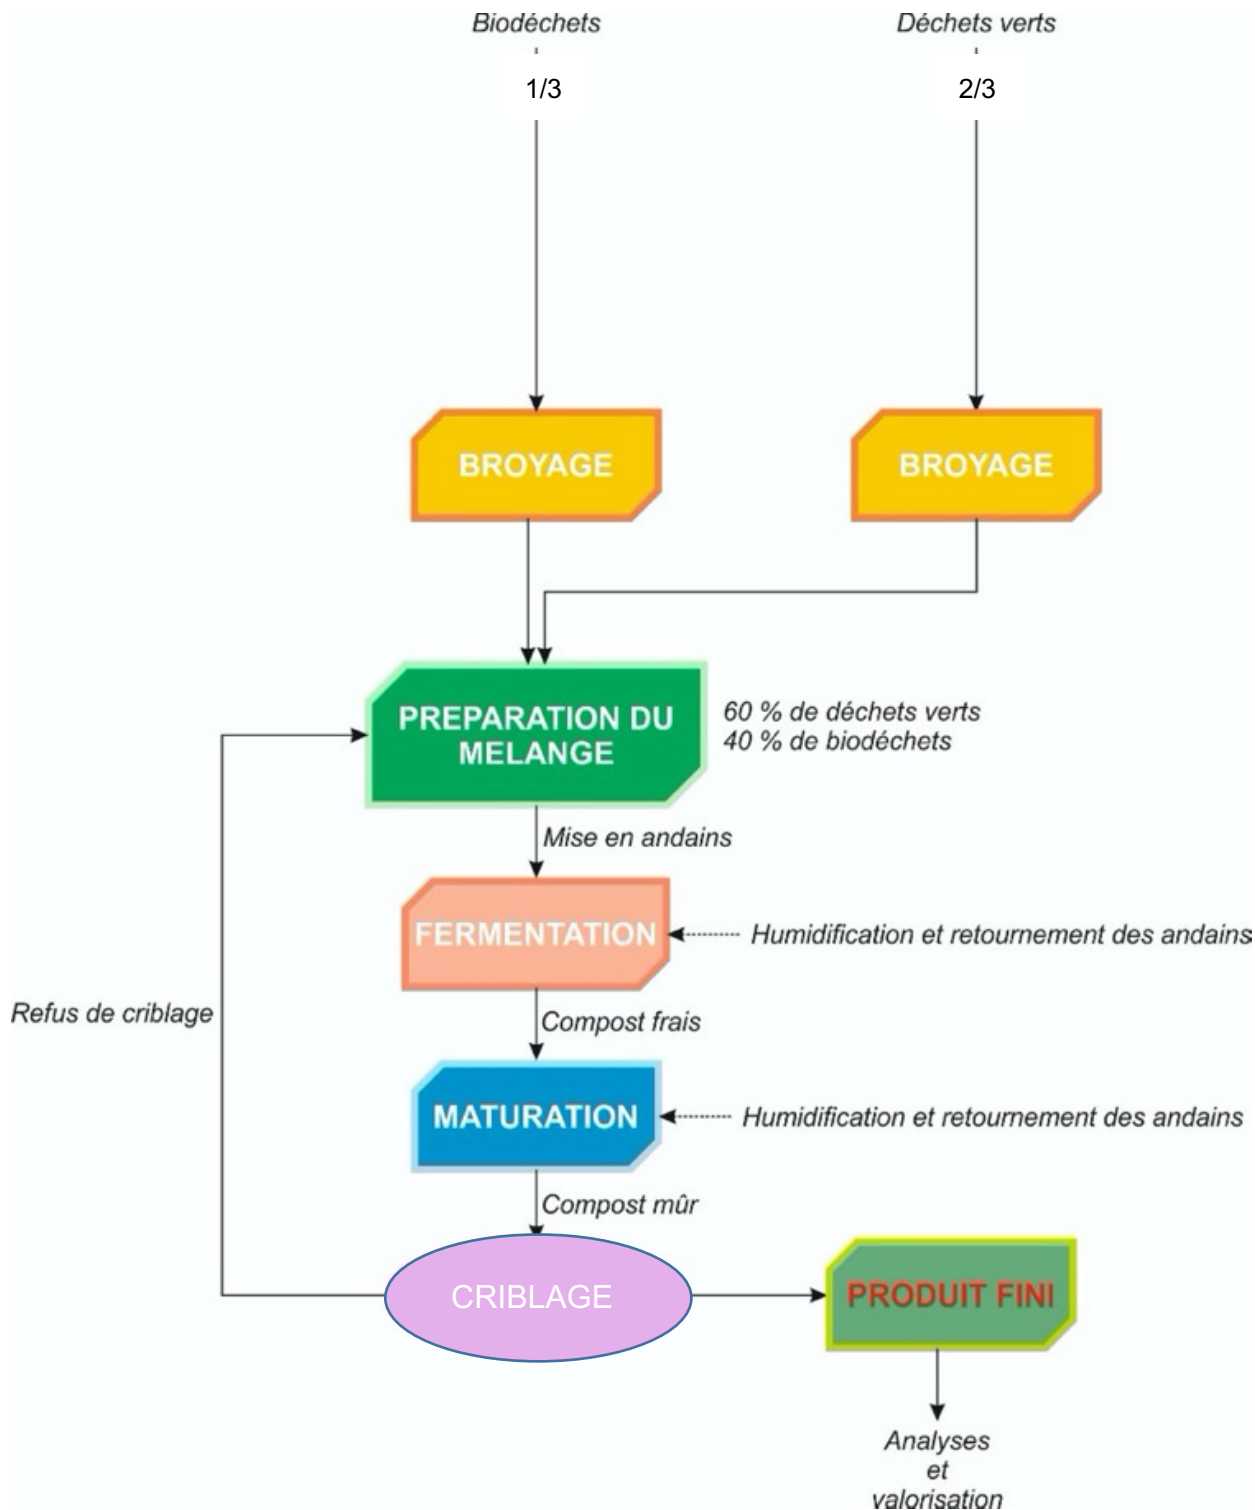 Biodéchets
Déchets verts
1/3
2/3
BROYAGE
BROYAGE
PREPARATION DU
MELANGE
60 % de déchets verts
40 % de biodéchets
Mise en andains
FERMENTATION
Humidification et retournement des andains
Refus de criblage
Compost frais
MATURATION
Humidification et retournement des andains
Compost mûr
CRIBLAGE
PRODUIT FINI
Analyses
et
valorisation